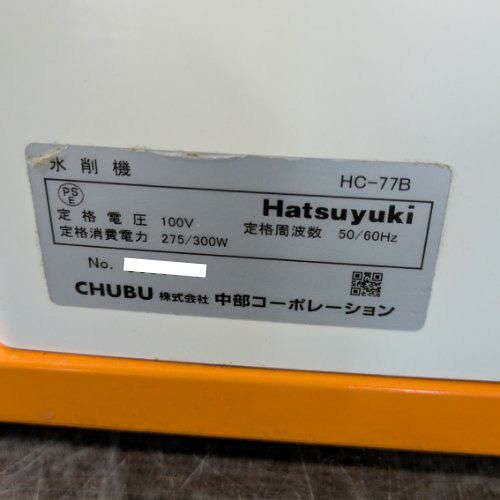 氷削機 HC-77B
PS E
Hatsuyuki
定格電圧 100V 定格周波数 50/60Hz
定格消費電力 275/300W
No.
CHUBU 株式会社 中部コーポレーション